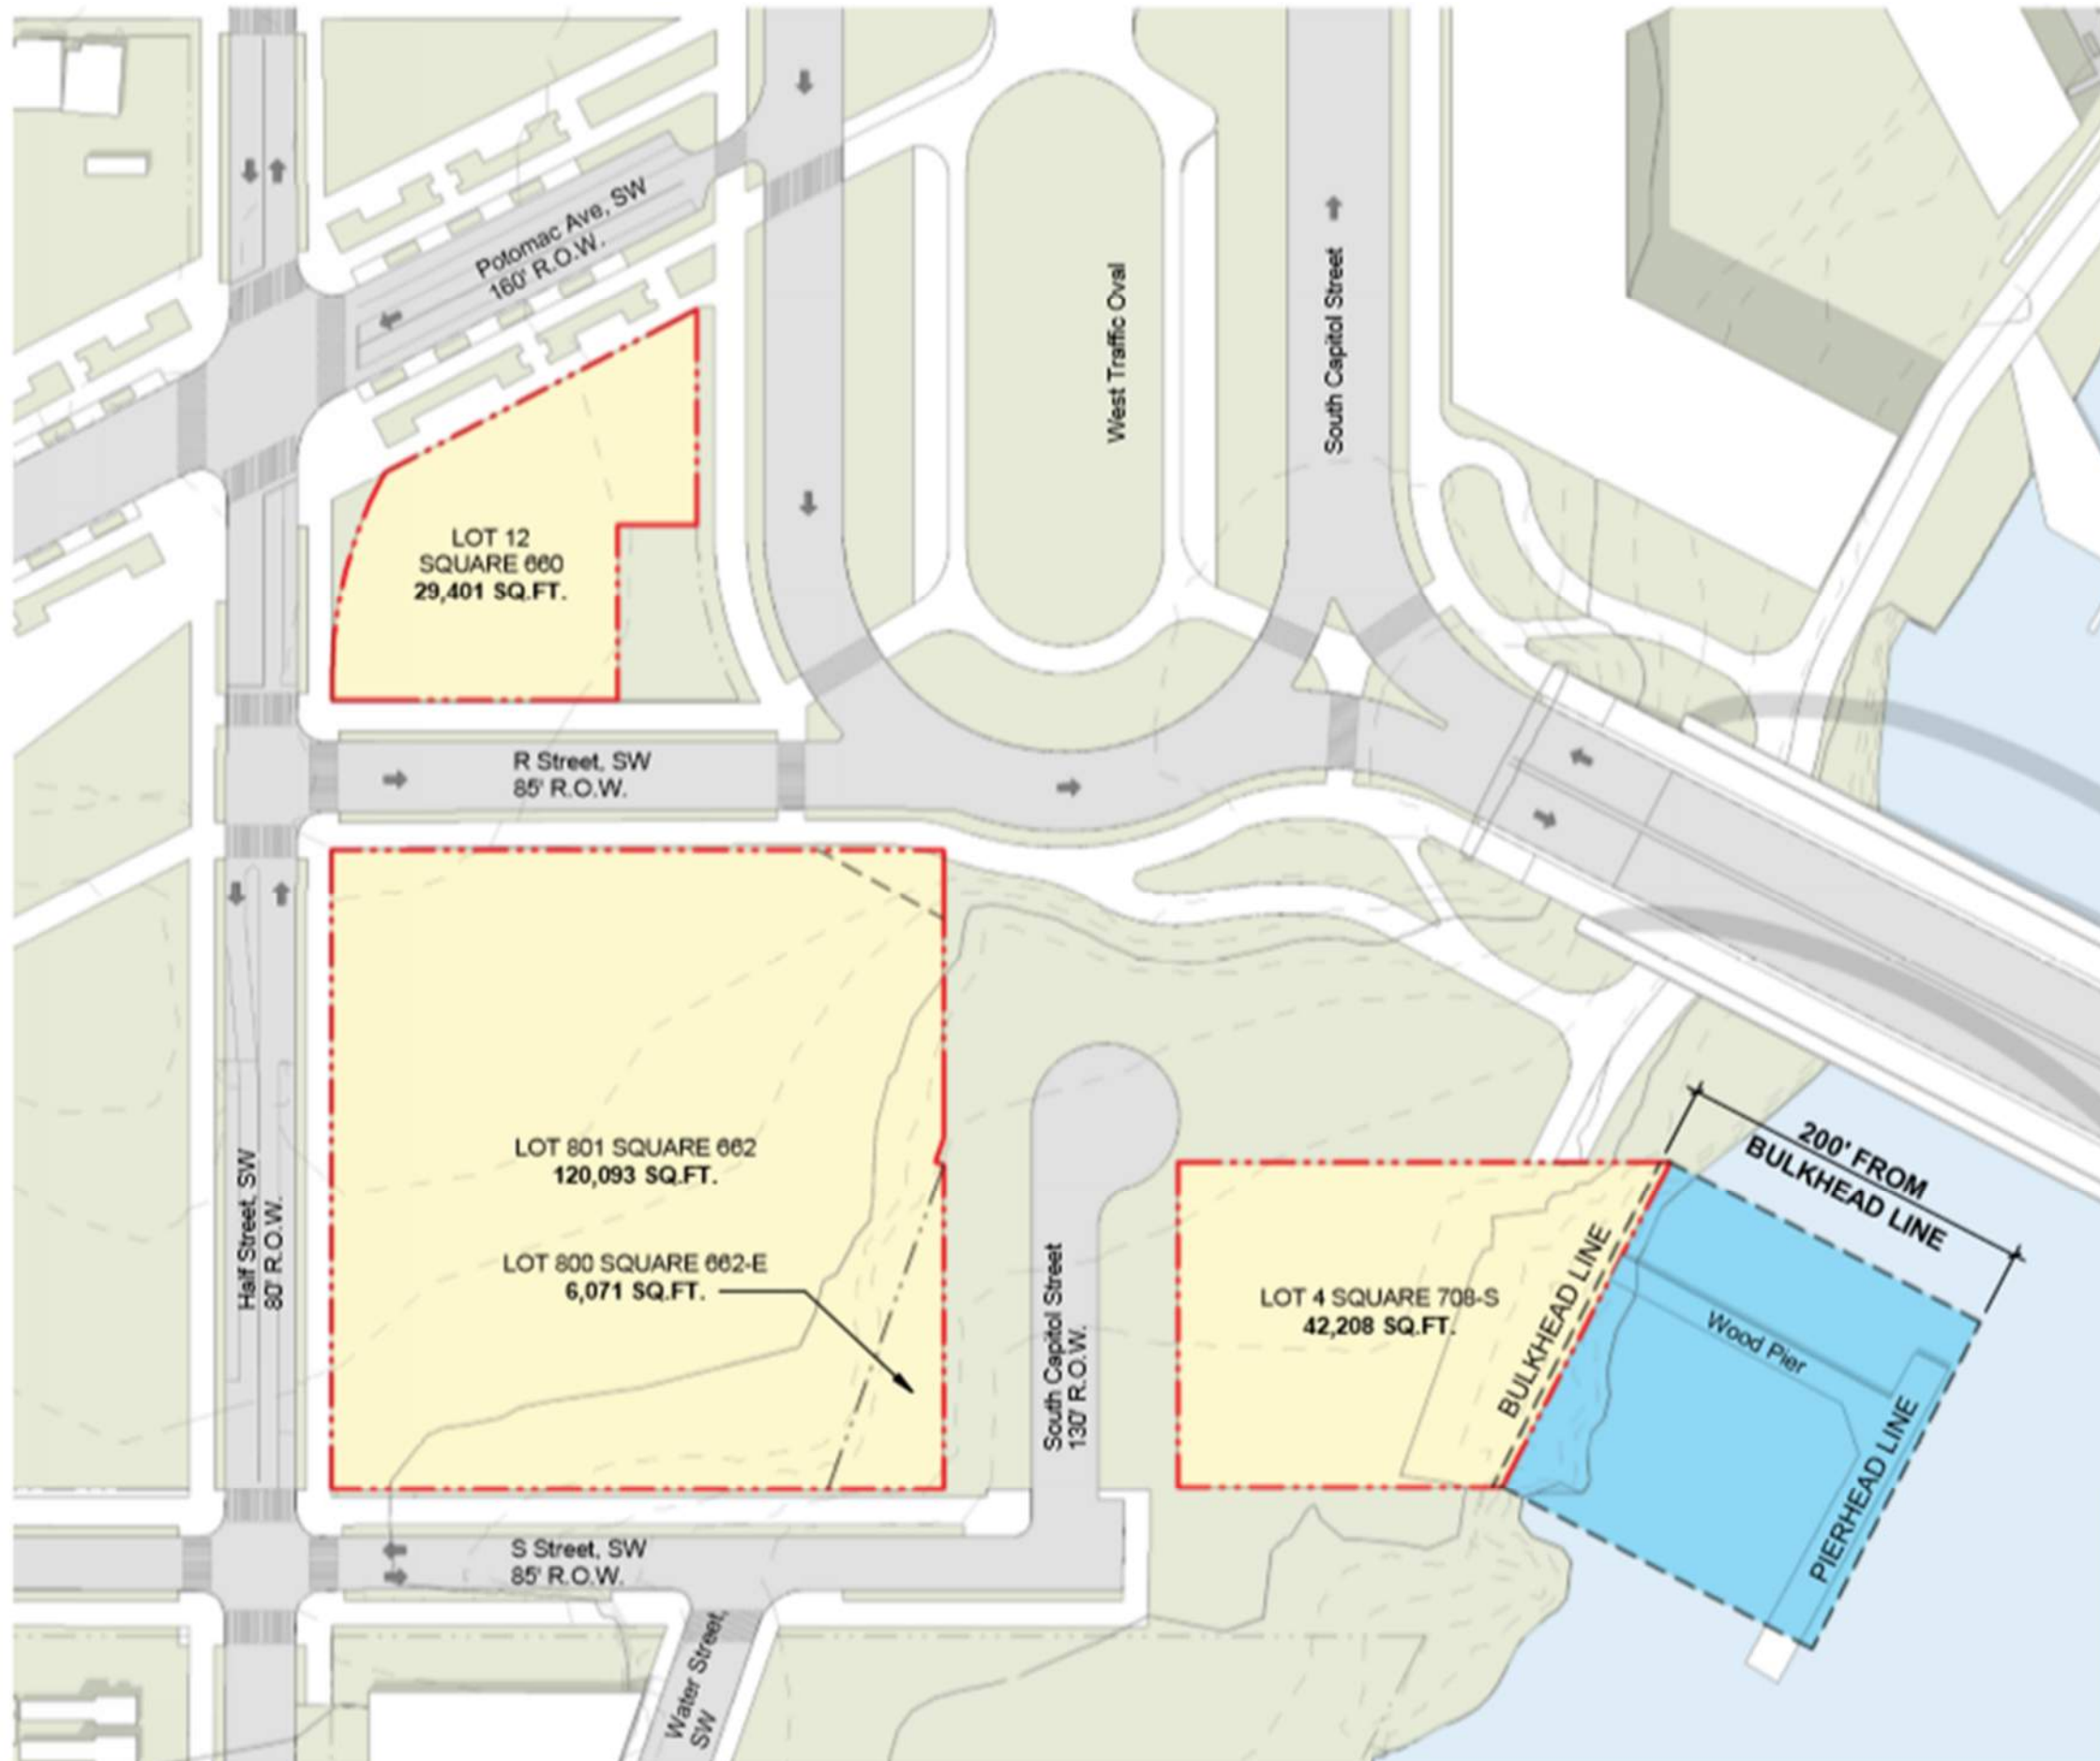 Potomac Ave, SW
160' R.O.W.
West Traffic Oval
South Capitol Street
LOT 12
SQUARE 660
29,401 SQ.FT.
R Street, SW
85' R.O.W.
Half Street, SW
80' R.O.W.
LOT 801 SQUARE 662
120,093 SQ.FT.
LOT 800 SQUARE 662-E
6,071 SQ.FT.
South Capitol Street
130' R.O.W.
LOT 4 SQUARE 708-S
42,208 SQ.FT.
BULKHEAD LINE
200' FROM
BULKHEAD LINE
Wood Pier
PIERHEAD LINE
S Street, SW
85' R.O.W.
Water Street,
SW